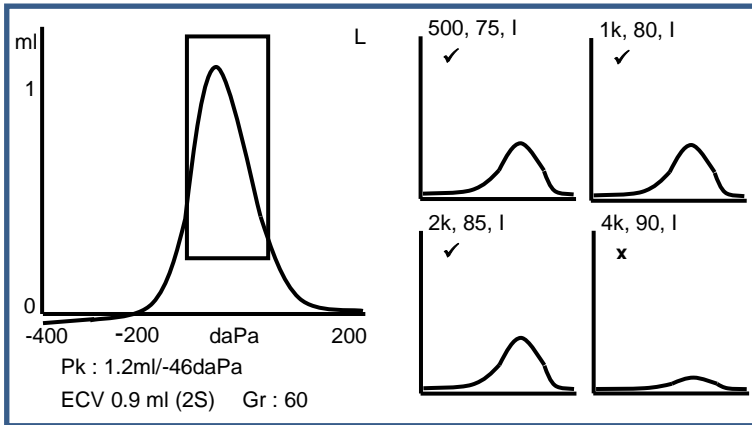 ml
L
1
0
-400 -200 daPa 200
Pk : 1.2ml/-46daPa
ECV 0.9 ml (2S) Gr : 60
500, 75, I
✓
1k, 80, I
✓
2k, 85, I
✓
4k, 90, I
x